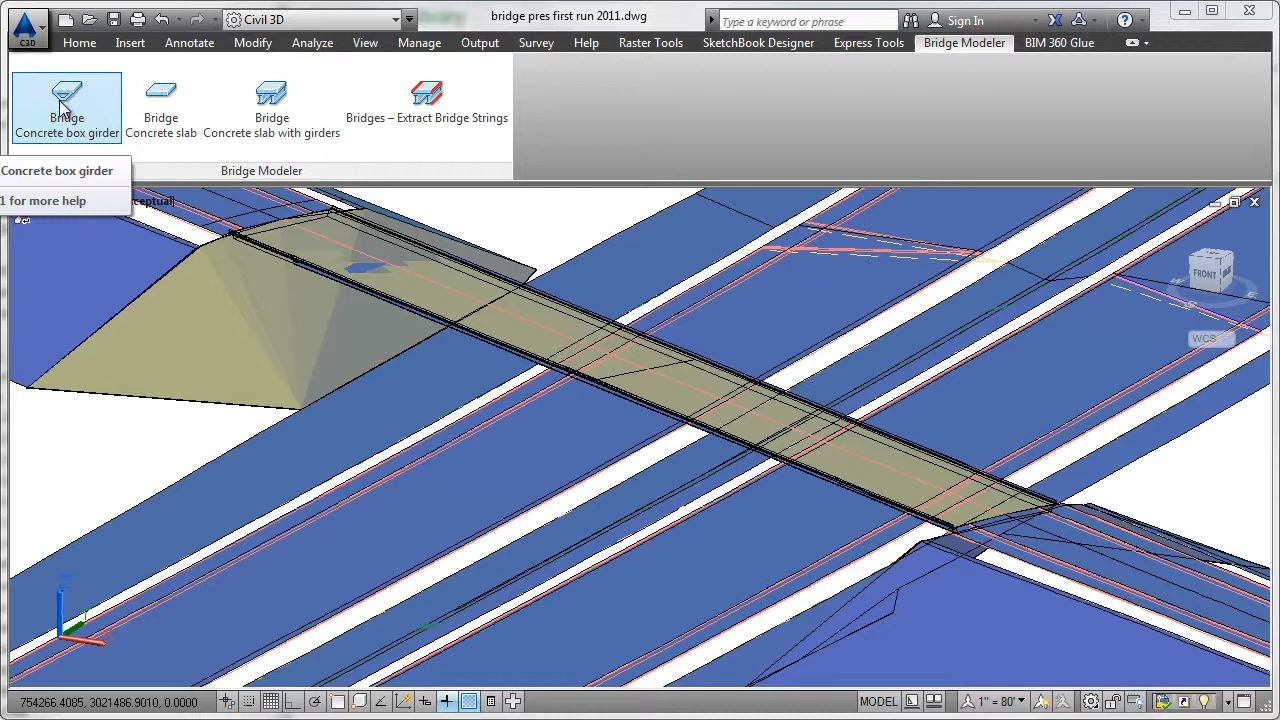 Civil 3D
bridge pres first run 2011.dwg
Type a keyword or phrase
Sign In
C3D
Home Insert Annotate Modify Analyze View Manage Output Survey Help Raster Tools SketchBook Designer Express Tools Bridge Modeler BIM 360 Glue
Bridge
Concrete box girder
Bridge
Concrete slab
Bridge
Concrete slab with girders
Bridges – Extract Bridge Strings
Bridge Modeler
Concrete box girder
1 for more help
ceptual
FRONT
WCS
754266.4085, 3021486.9010, 0.0000
MODEL
1" = 80'